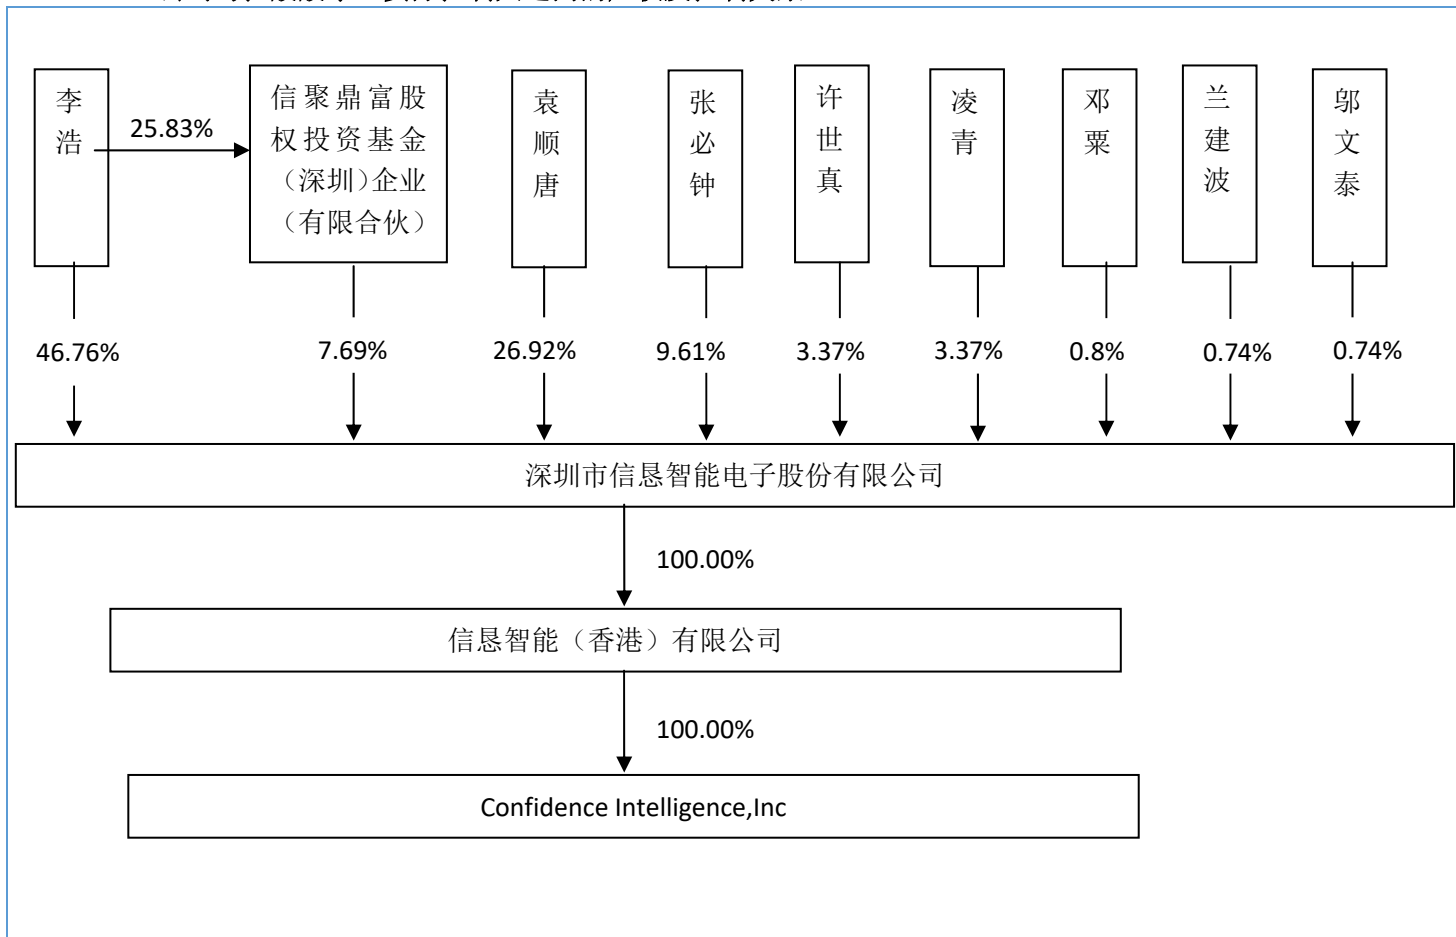 李浩
25.83%
信聚鼎富股
权投资基金
（深圳）企业
（有限合伙）
袁顺唐
张必钟
许世真
凌青
邓粟
兰建波
邬文泰
46.76%
7.69%
26.92%
9.61%
3.37%
3.37%
0.8%
0.74%
0.74%
深圳市信恳智能电子股份有限公司
100.00%
信恳智能（香港）有限公司
100.00%
Confidence Intelligence,Inc